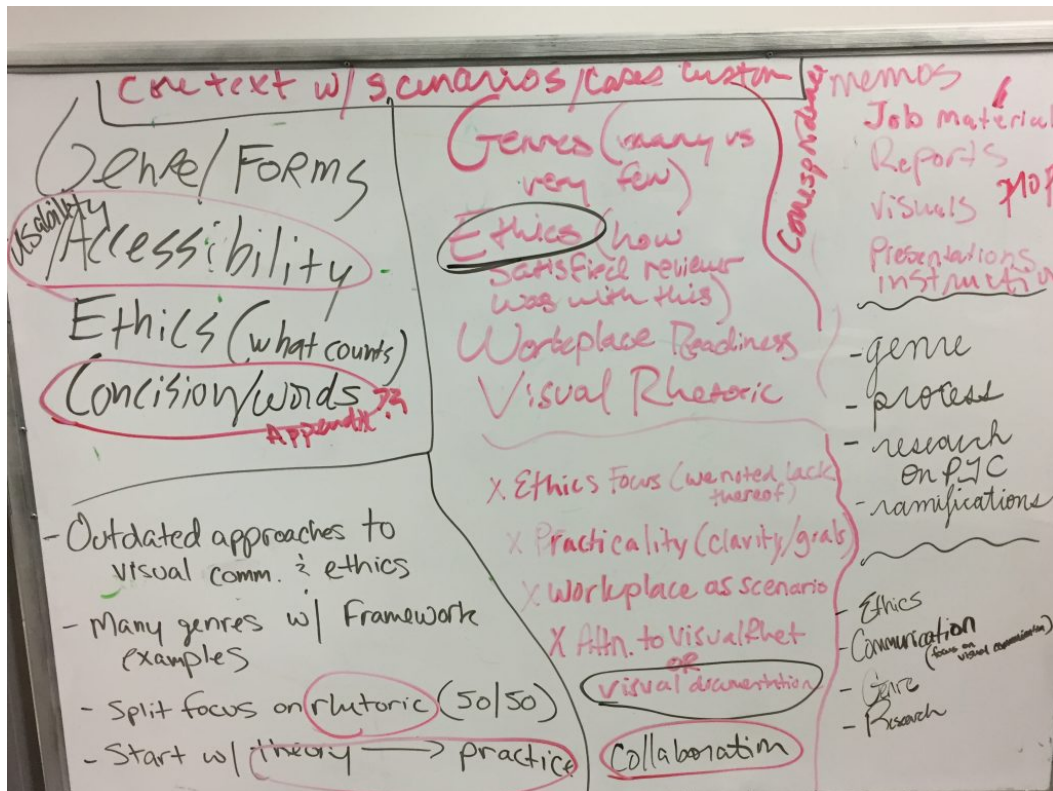 Context w/ scenarios/cases custom
Genre/Forms
usability
/Accessibility
Ethics (what counts)
Concision/words
Appendix??
- Outdated approaches to
visual comm. & ethics
- Many genres w/ Framework
examples
- Split focus on rhetoric (50/50)
- Start w/ theory → practice
Genres (many vs
very few)
Ethics (how
satisfied reviewer
was with this)
Workplace Readiness
Visual Rhetoric
X Ethics Focus (we noted lack
thereof)
X Practicality (clarity/goals)
X Workplace as scenario
X Attn. to Visual Rhet
OR
visual documentation
Collaboration
memos
Job material
Reports
Visuals
Presentations
instructio
- genre
- process
- research
on PTC
- ramifications
- Ethics
- Communication
(focus on
visual communication)
- Genre
- Research